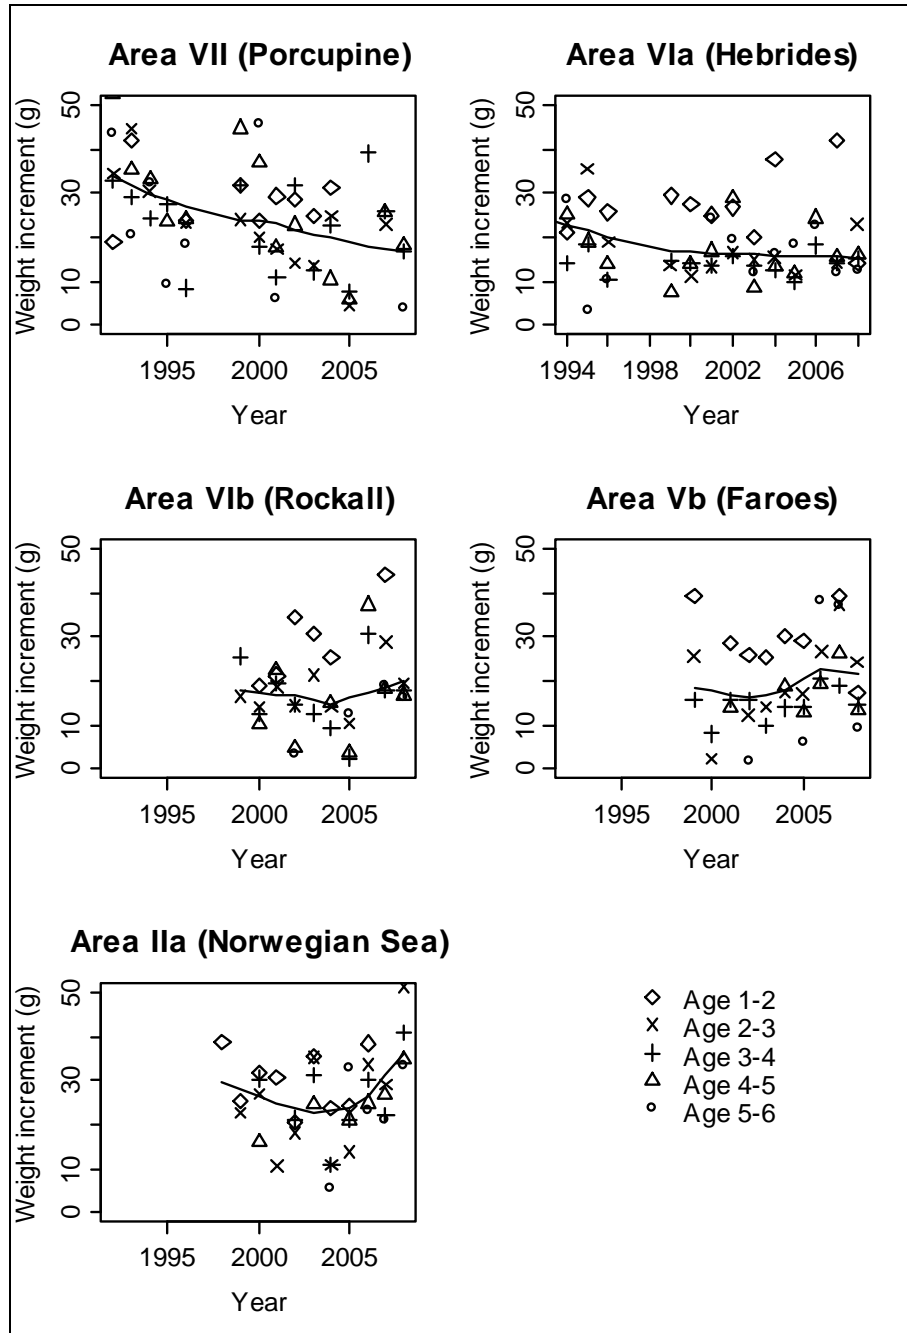 Area VII (Porcupine)
Weight increment (g)
0 10 30 50
1995 2000 2005
Year
Area VIa (Hebrides)
Weight increment (g)
0 10 30 50
1994 1998 2002 2006
Year
Area VIb (Rockall)
Weight increment (g)
0 10 30 50
1995 2000 2005
Year
Area Vb (Faroes)
Weight increment (g)
0 10 30 50
1995 2000 2005
Year
Area IIa (Norwegian Sea)
Weight increment (g)
0 10 30 50
1995 2000 2005
Year
Age 1-2
Age 2-3
Age 3-4
Age 4-5
Age 5-6